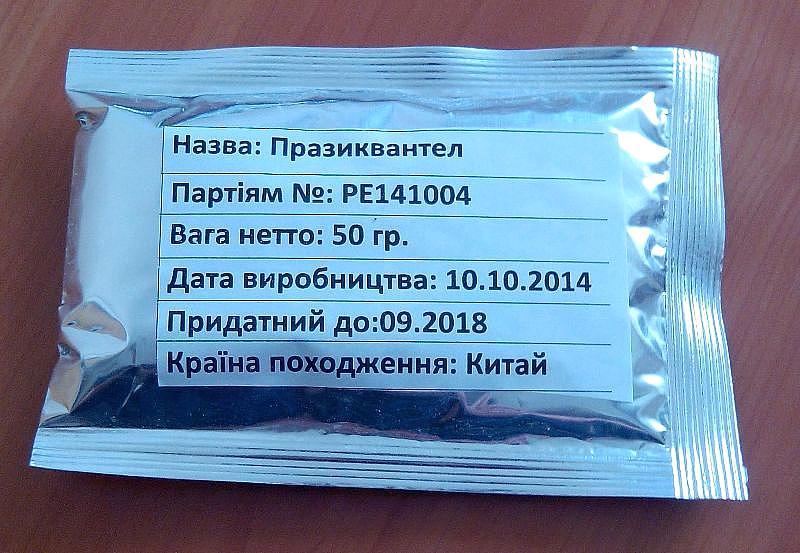 Назва: Празиквантел
Партіям №: PE141004
Вага нетто: 50 гр.
Дата виробництва: 10.10.2014
Придатний до:09.2018
Країна походження: Китай